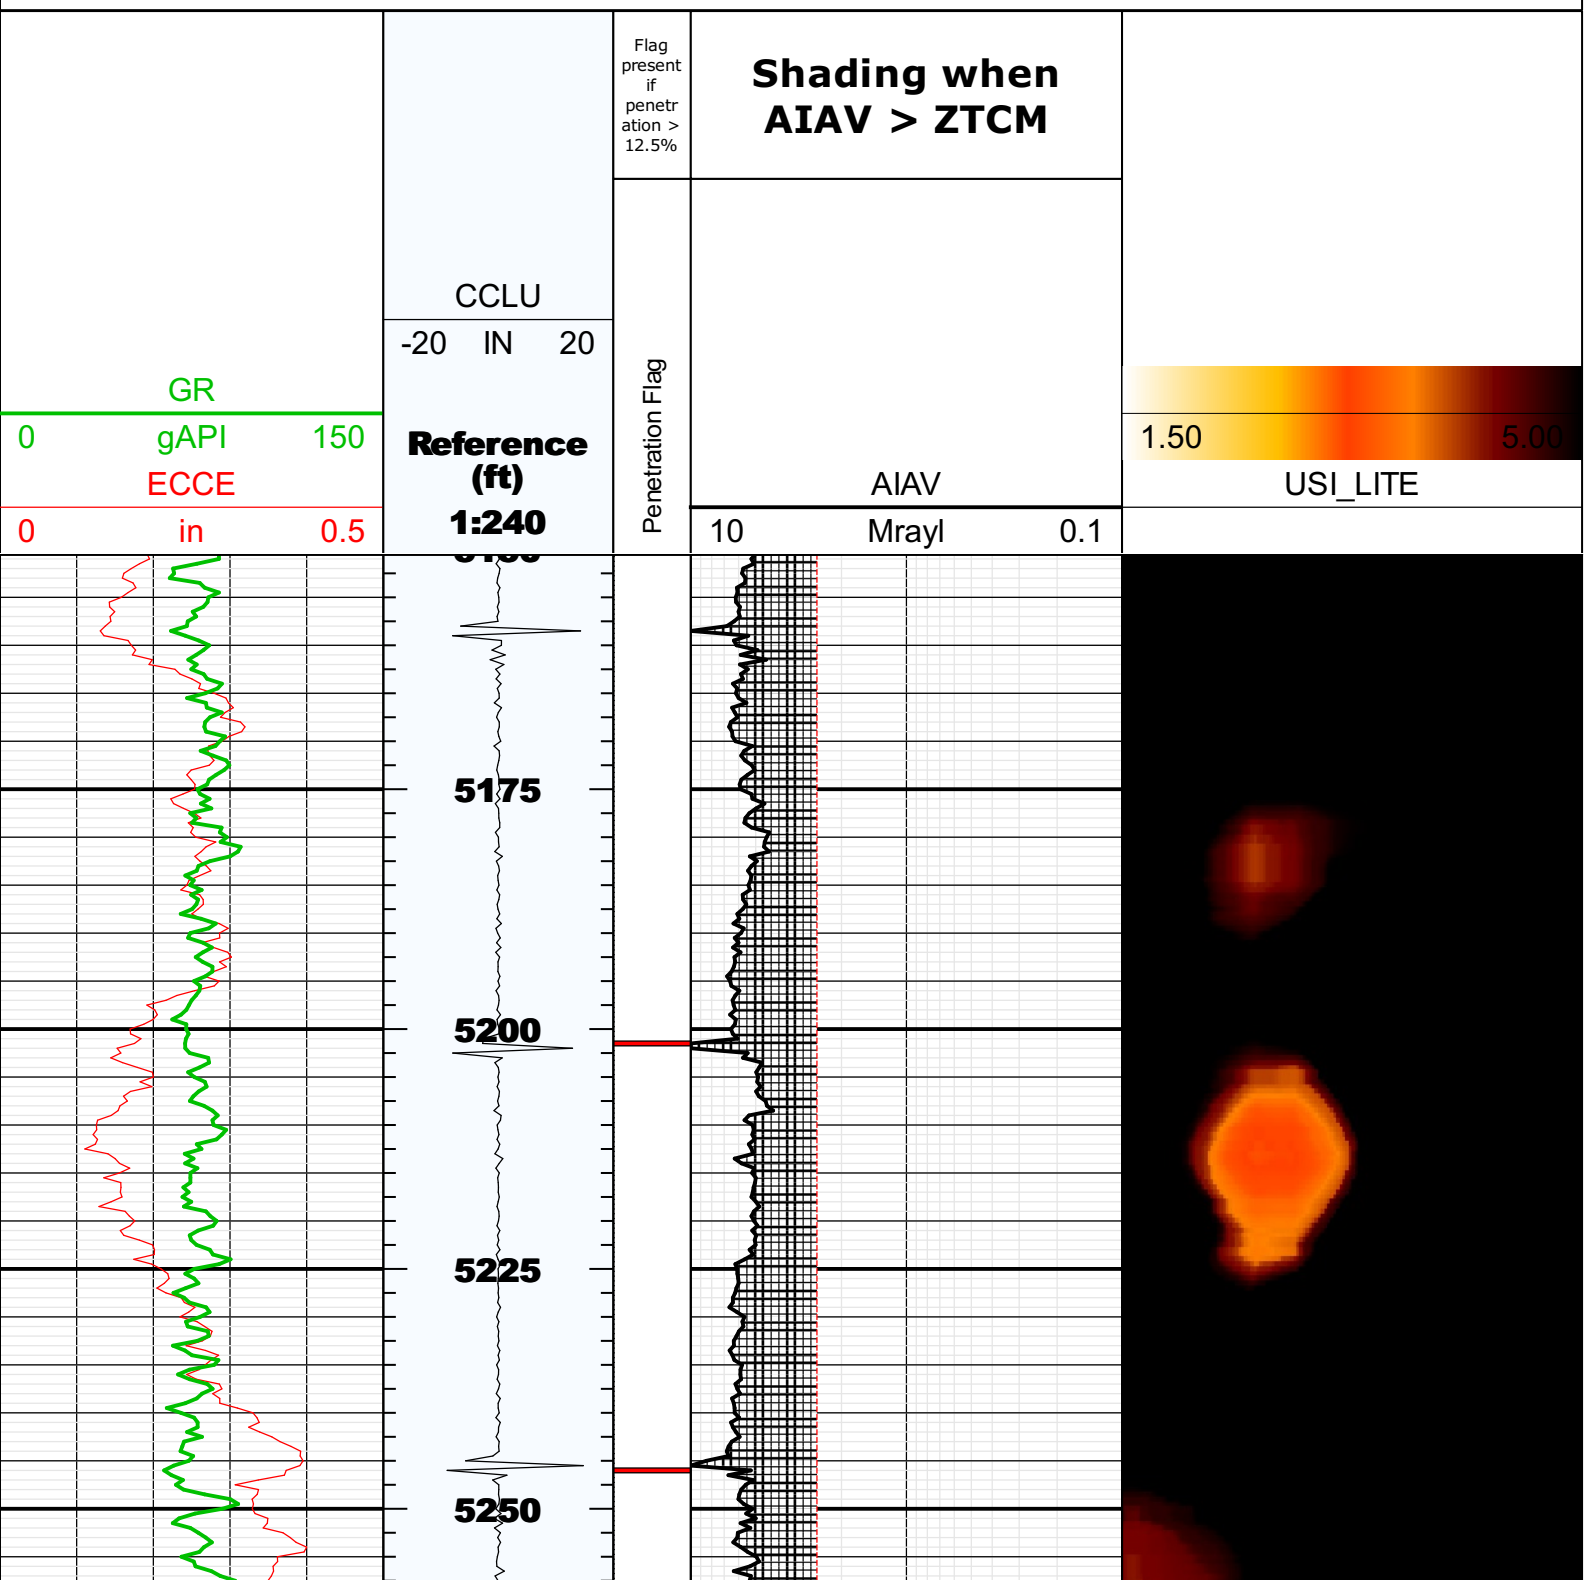 Flag
present
if
penetr
ation >
12.5%
Shading when
AIAV > ZTCM
CCLU
-20 IN 20
GR
0 gAPI 150
ECCE
0 in 0.5
Reference
(ft)
1:240
Penetration Flag
AIAV
10 Mrayl 0.1
1.50 5.00
USI_LITE
5175
5200
5225
5250